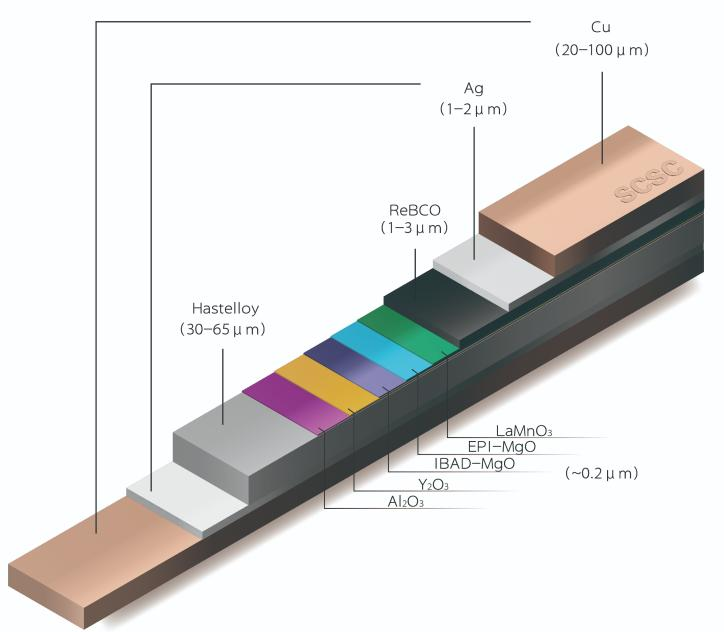 Cu
(20–100 μm)
Ag
(1–2 μm)
SCSC
ReBCO
(1–3 μm)
Hastelloy
(30–65 μm)
LaMnO₃
EPI–MgO
IBAD–MgO
(~0.2 μm)
Y₂O₃
Al₂O₃